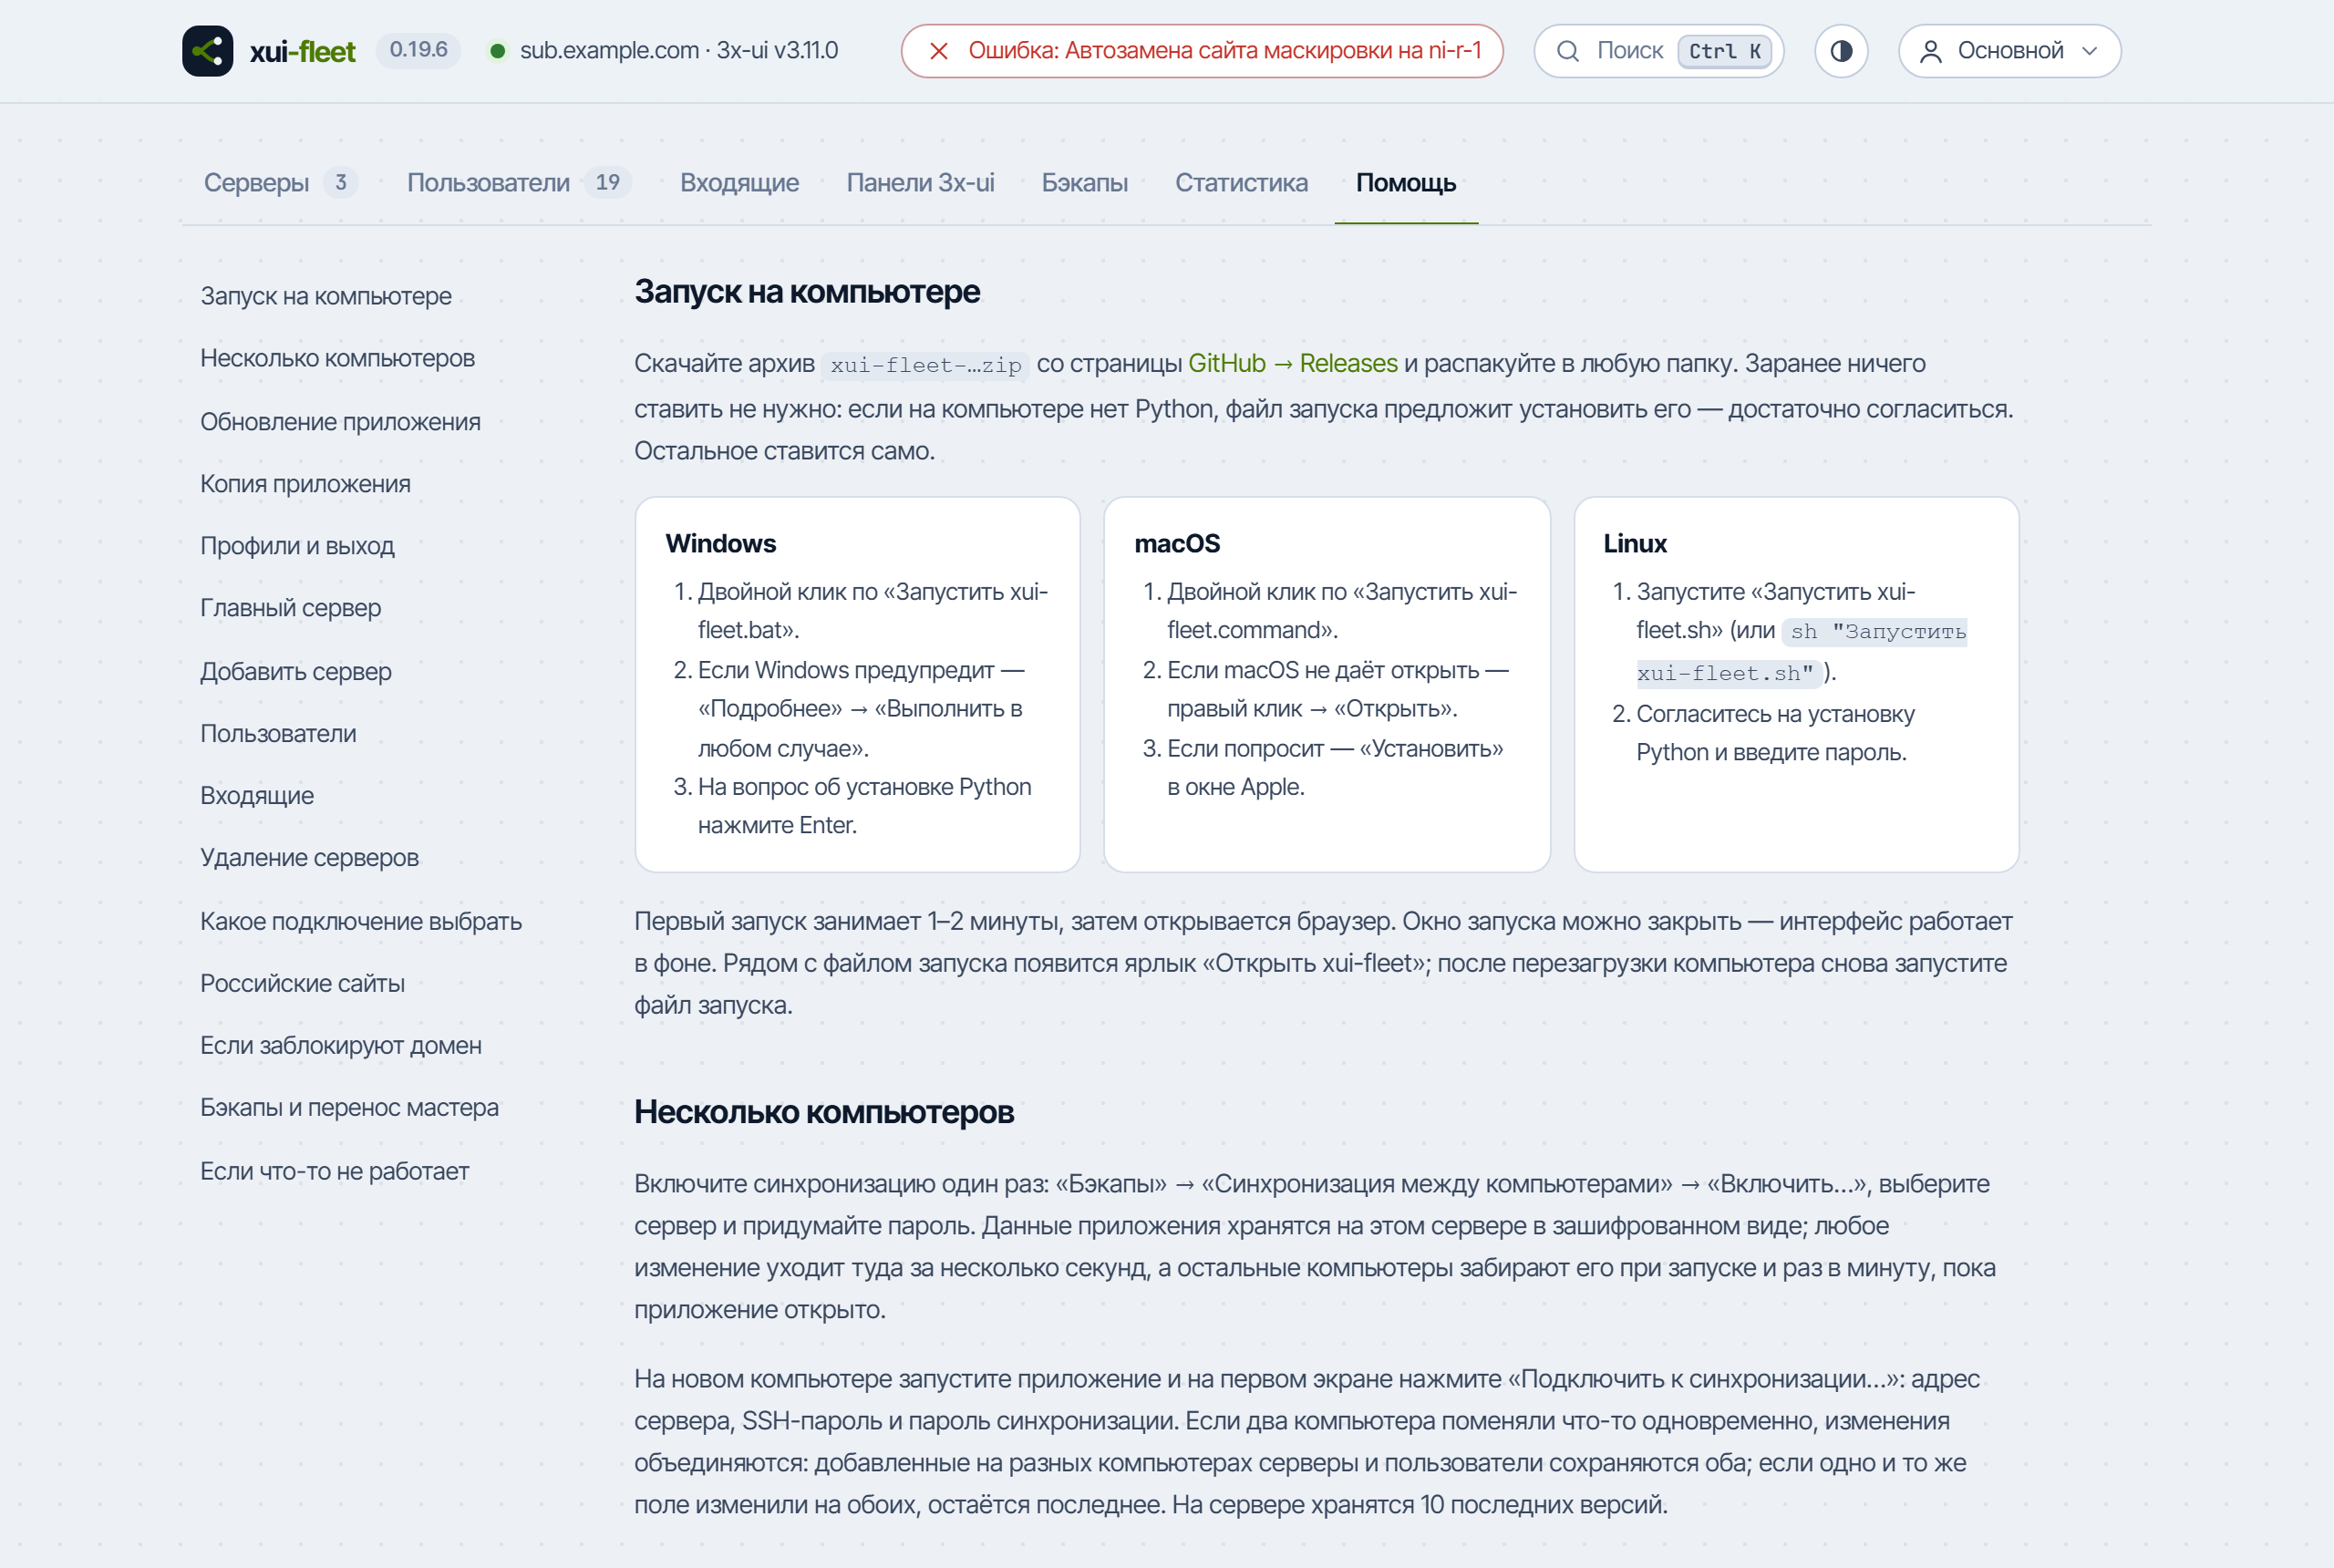 xui-fleet 0.19.6 sub.example.com · 3x-ui v3.11.0 Ошибка: Автозамена сайта маскировки на ni-r-1 Поиск Ctrl K Основной
Серверы 3 Пользователи 19 Входящие Панели 3x-ui Бэкапы Статистика Помощь
Запуск на компьютере
Несколько компьютеров
Обновление приложения
Копия приложения
Профили и выход
Главный сервер
Добавить сервер
Пользователи
Входящие
Удаление серверов
Какое подключение выбрать
Российские сайты
Если заблокируют домен
Бэкапы и перенос мастера
Если что-то не работает
Запуск на компьютере
Скачайте архив xui-fleet-…zip со страницы GitHub → Releases и распакуйте в любую папку. Заранее ничего
ставить не нужно: если на компьютере нет Python, файл запуска предложит установить его — достаточно согласиться.
Остальное ставится само.
Windows
1. Двойной клик по «Запустить xui-
fleet.bat».
2. Если Windows предупредит —
«Подробнее» → «Выполнить в
любом случае».
3. На вопрос об установке Python
нажмите Enter.
macOS
1. Двойной клик по «Запустить xui-
fleet.command».
2. Если macOS не даёт открыть —
правый клик → «Открыть».
3. Если попросит — «Установить»
в окне Apple.
Linux
1. Запустите «Запустить xui-
fleet.sh» (или sh "Запустить
xui-fleet.sh").
2. Согласитесь на установку
Python и введите пароль.
Первый запуск занимает 1–2 минуты, затем открывается браузер. Окно запуска можно закрыть — интерфейс работает
в фоне. Рядом с файлом запуска появится ярлык «Открыть xui-fleet»; после перезагрузки компьютера снова запустите
файл запуска.
Несколько компьютеров
Включите синхронизацию один раз: «Бэкапы» → «Синхронизация между компьютерами» → «Включить…», выберите
сервер и придумайте пароль. Данные приложения хранятся на этом сервере в зашифрованном виде; любое
изменение уходит туда за несколько секунд, а остальные компьютеры забирают его при запуске и раз в минуту, пока
приложение открыто.
На новом компьютере запустите приложение и на первом экране нажмите «Подключить к синхронизации…»: адрес
сервера, SSH-пароль и пароль синхронизации. Если два компьютера поменяли что-то одновременно, изменения
объединяются: добавленные на разных компьютерах серверы и пользователи сохраняются оба; если одно и то же
поле изменили на обоих, остаётся последнее. На сервере хранятся 10 последних версий.